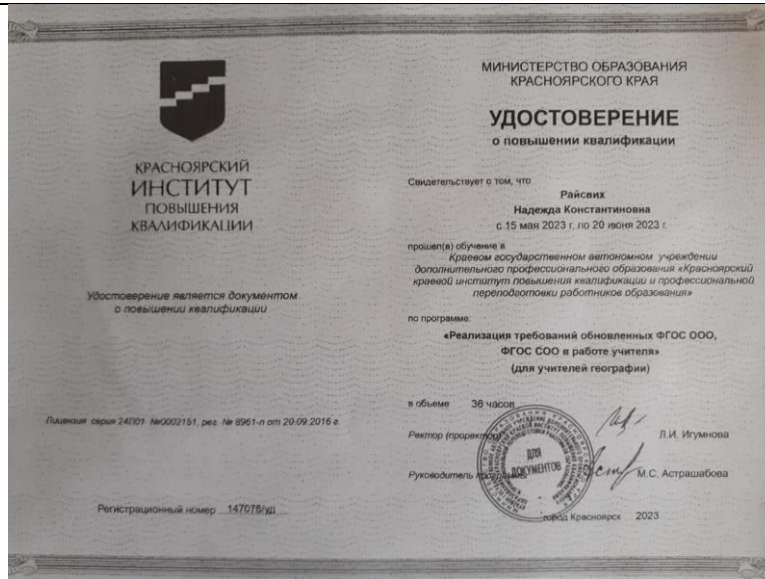 КРАСНОЯРСКИЙ
ИНСТИТУТ
ПОВЫШЕНИЯ
КВАЛИФИКАЦИИ
Удостоверение является документом
о повышении квалификации
Лицензия серия 24Л01 №0002151, рег. № 8961-л от 20.09.2016 г.
Регистрационный номер 147076/уд
МИНИСТЕРСТВО ОБРАЗОВАНИЯ
КРАСНОЯРСКОГО КРАЯ
УДОСТОВЕРЕНИЕ
о повышении квалификации
Свидетельствует о том, что
Райсвих
Надежда Константиновна
с 15 мая 2023 г. по 20 июня 2023 г.
прошел(а) обучение в
Краевом государственном автономном учреждении
дополнительного профессионального образования «Красноярский
краевой институт повышения квалификации и профессиональной
переподготовки работников образования»
по программе:
«Реализация требований обновленных ФГОС ООО,
ФГОС СОО в работе учителя»
(для учителей географии)
в объеме 36 часов
Ректор (проректор) Л.И. Игумнова
ДЛЯ
ДОКУМЕНТОВ
Руководитель программы М.С. Астрашабова
город Красноярск 2023